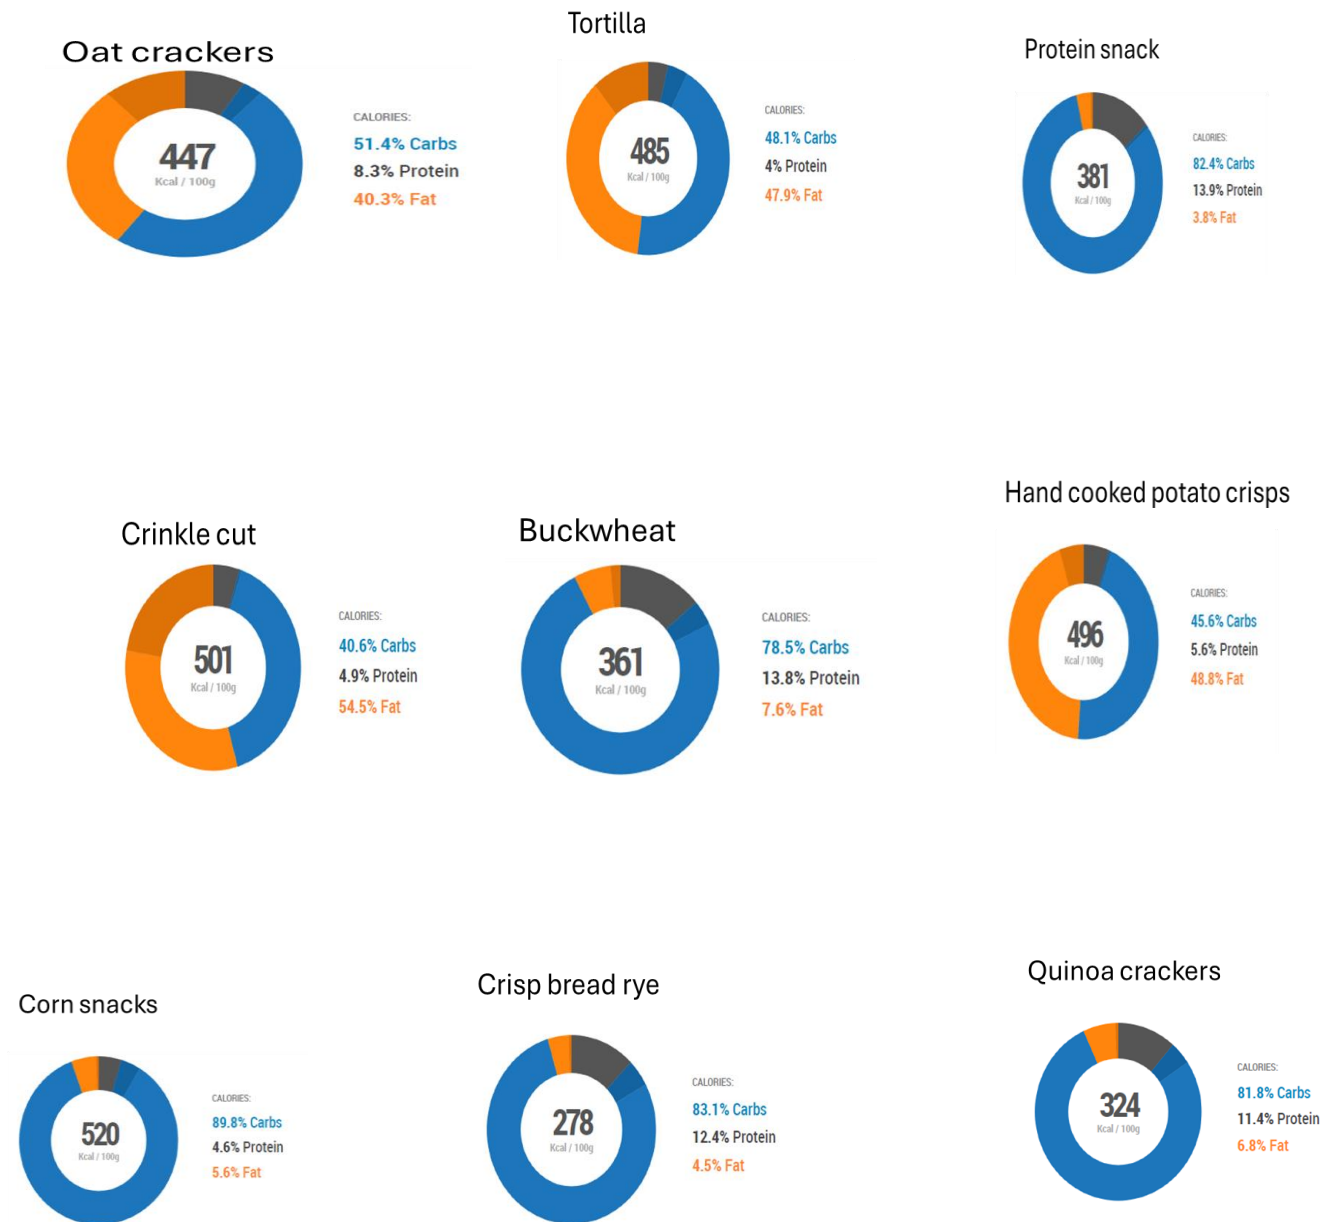 Oat crackers
447
Kcal / 100g
CALORIES:
51.4% Carbs
8.3% Protein
40.3% Fat
Tortilla
485
Kcal / 100g
CALORIES:
48.1% Carbs
4% Protein
47.9% Fat
Protein snack
381
Kcal / 100g
CALORIES:
82.4% Carbs
13.9% Protein
3.8% Fat
Crinkle cut
501
Kcal / 100g
CALORIES:
40.6% Carbs
4.9% Protein
54.5% Fat
Buckwheat
361
Kcal / 100g
CALORIES:
78.5% Carbs
13.8% Protein
7.6% Fat
Hand cooked potato crisps
496
Kcal / 100g
CALORIES:
45.6% Carbs
5.6% Protein
48.8% Fat
Corn snacks
520
Kcal / 100g
CALORIES:
89.8% Carbs
4.6% Protein
5.6% Fat
Crisp bread rye
278
Kcal / 100g
CALORIES:
83.1% Carbs
12.4% Protein
4.5% Fat
Quinoa crackers
324
Kcal / 100g
CALORIES:
81.8% Carbs
11.4% Protein
6.8% Fat